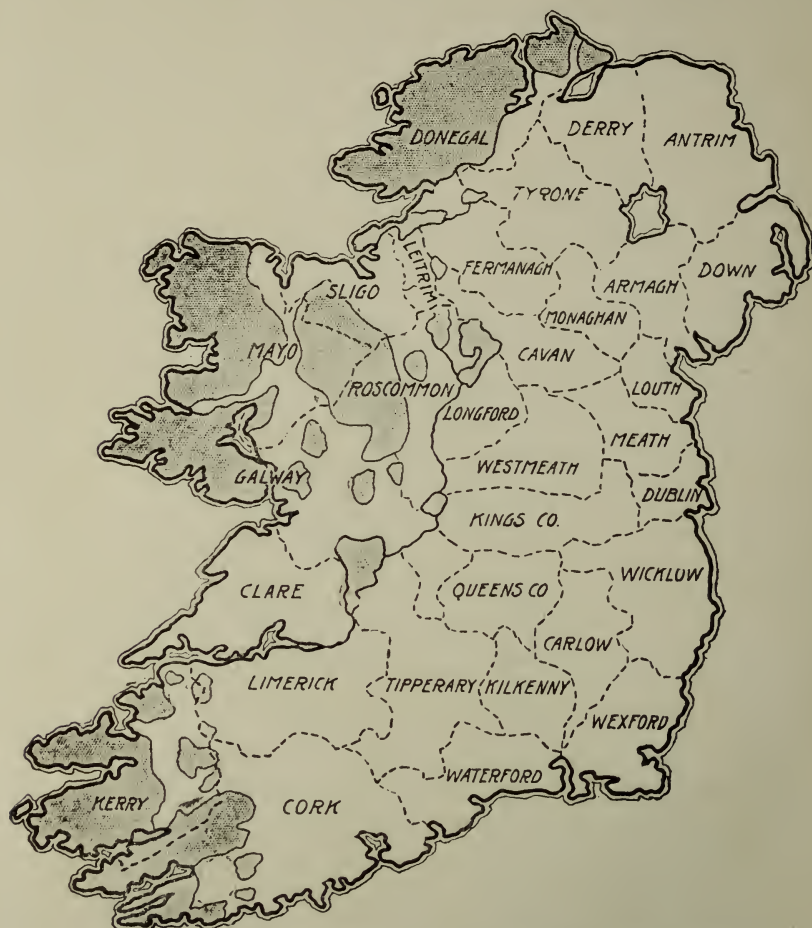 DONEGAL
DERRY
ANTRIM
TYRONE
LEITRIM
FERMANAGH
DOWN
ARMAGH
SLIGO
MONAGHAN
MAYO
CAVAN
ROSCOMMON
LOUTH
LONGFORD
MEATH
WESTMEATH
GALWAY
DUBLIN
KINGS CO.
WICKLOW
CLARE
QUEENS CO
CARLOW
LIMERICK
TIPPERARY
KILKENNY
WEXFORD
WATERFORD
KERRY
CORK